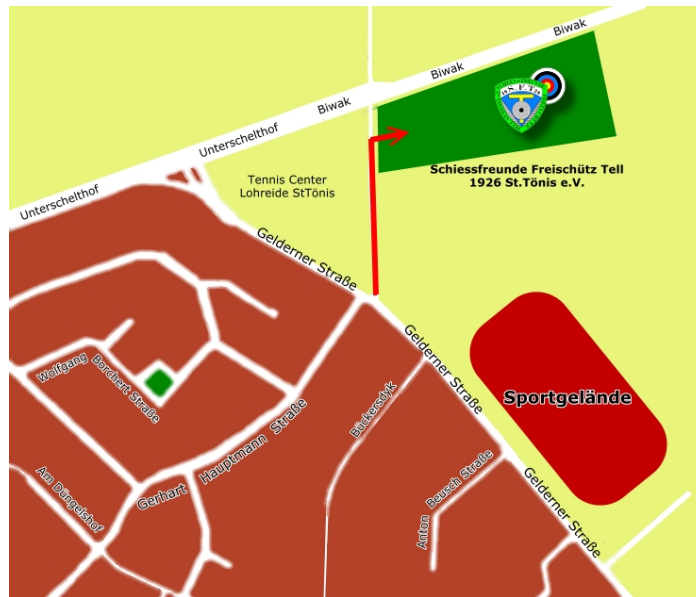 Biwak
Biwak
Biwak
Unterschelthof
Unterschelthof
S. F. T.
Schiessfreunde Freischütz Tell
1926 St.Tönis e.V.
Tennis Center
Lohreide StTönis
Gelderner Straße
Gelderner Straße
Gelderner Straße
Sportgelände
Wolfgang
Borchert Straße
Bückersdyk
Gerhart Hauptmann Straße
Anton Beusch Straße
Am Düngelshof